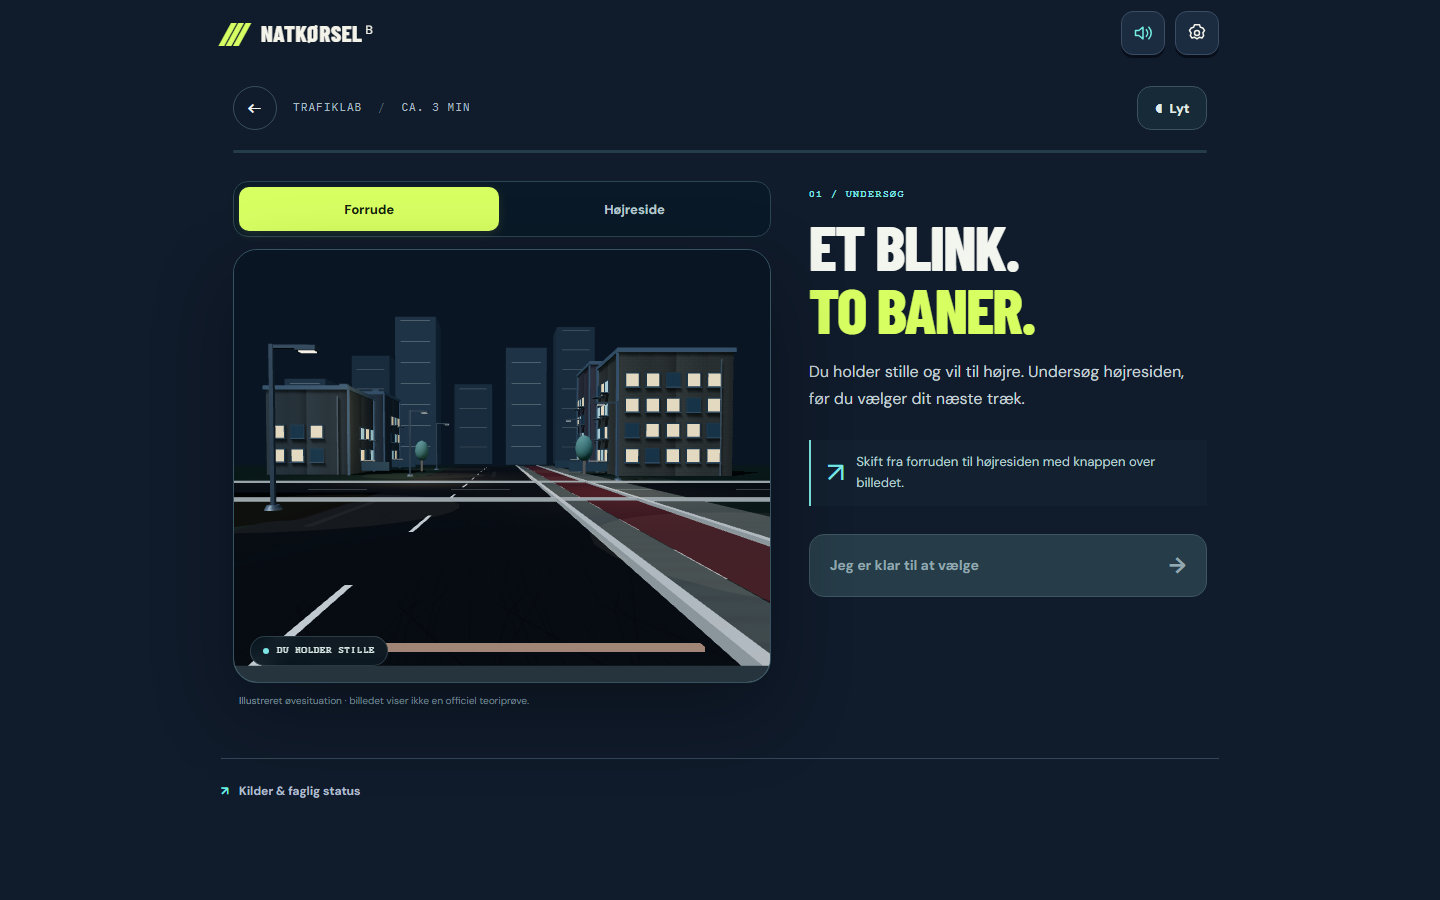 NATKØRSEL B
TRAFIKLAB / CA. 3 MIN
Lyt
Forrude
Højreside
DU HOLDER STILLE
Illustreret øvesituation · billedet viser ikke en officiel teoriprøve.
01 / UNDERSØG
ET BLINK.
TO BANER.
Du holder stille og vil til højre. Undersøg højresiden,
før du vælger dit næste træk.
Skift fra forruden til højresiden med knappen over
billedet.
Jeg er klar til at vælge
Kilder & faglig status